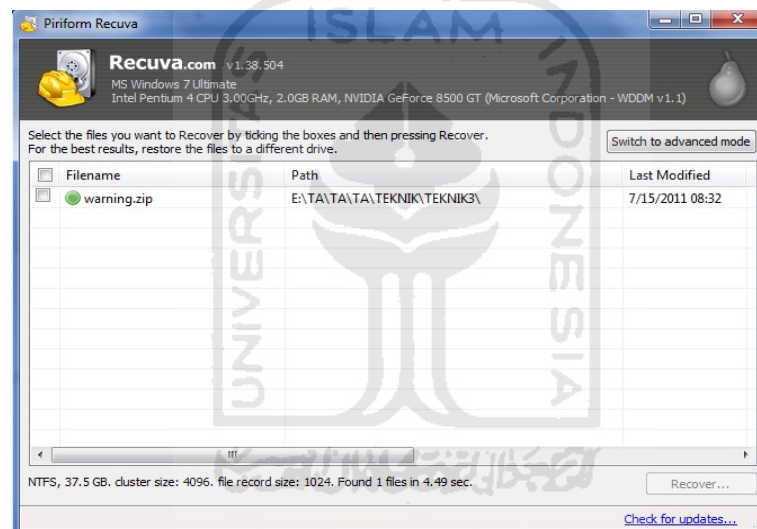 Piriform Recuva
Recuva.com v1.38.504
MS Windows 7 Ultimate
Intel Pentium 4 CPU 3.00GHz, 2.0GB RAM, NVIDIA GeForce 8500 GT (Microsoft Corporation - WDDM v1.1)
Select the files you want to Recover by ticking the boxes and then pressing Recover.
For the best results, restore the files to a different drive.
Switch to advanced mode
Filename Path Last Modified
warning.zip E:\TA\TA\TA\TEKNIK\TEKNIK3\ 7/15/2011 08:32
NTFS, 37.5 GB. cluster size: 4096. file record size: 1024. Found 1 files in 4.49 sec.
Recover...
Check for updates...
UNIVERSITAS
ISLAM
INDONESIA